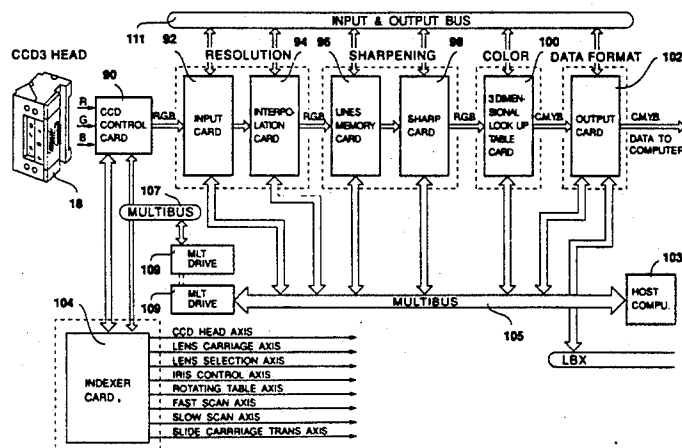 INPUT & OUTPUT BUS
111
92
RESOLUTION
94
95
SHARPENING
98
COLOR
100
DATA FORMAT
102
CCD3 HEAD
90
R
G
B
CCD
CONTROL
CARD
R.G.B.
INPUT
CARD
INTERPO-
LATION
CARD
R.G.B.
LINES
MEMORY
CARD
SHARP
CARD
R.G.B.
3 DIMEN-
SIONAL
LOOK UP
TABLE
CARD
C.M.Y.B.
OUTPUT
CARD
C.M.Y.B.
DATA TO
COMPUTER
18
107
MULTIBUS
109
MLT
DRIVE
109
MLT
DRIVE
MULTIBUS
105
103
HOST
COMPU.
LBX
104
INDEXER
CARD
CCD HEAD AXIS
LENS CARRIAGE AXIS
LENS SELECTION AXIS
IRIS CONTROL AXIS
ROTATING TABLE AXIS
FAST SCAN AXIS
SLOW SCAN AXIS
SLIDE CARRRIAGE TRANS AXIS